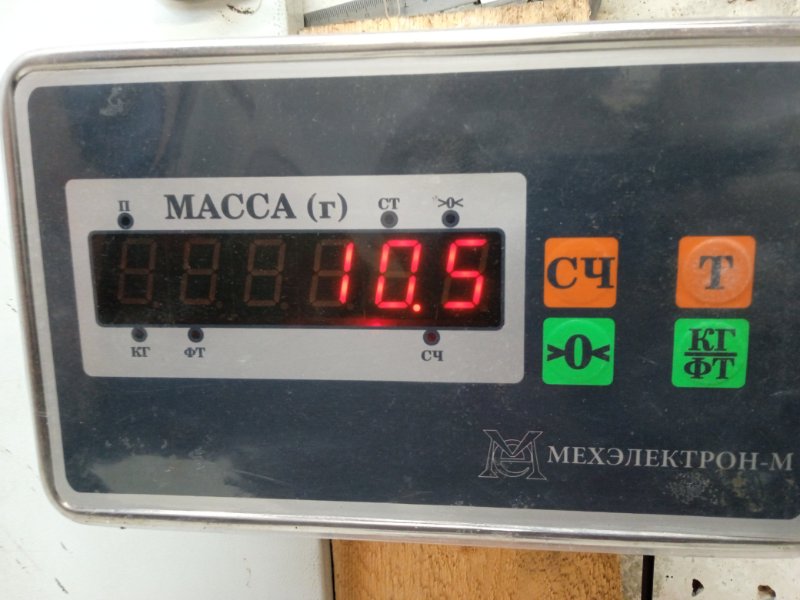 П МАССА (г) СТ >0<
10.5
КГ ФТ СЧ
СЧ Т
>0< КГ/ФТ
МЕХЭЛЕКТРОН-М